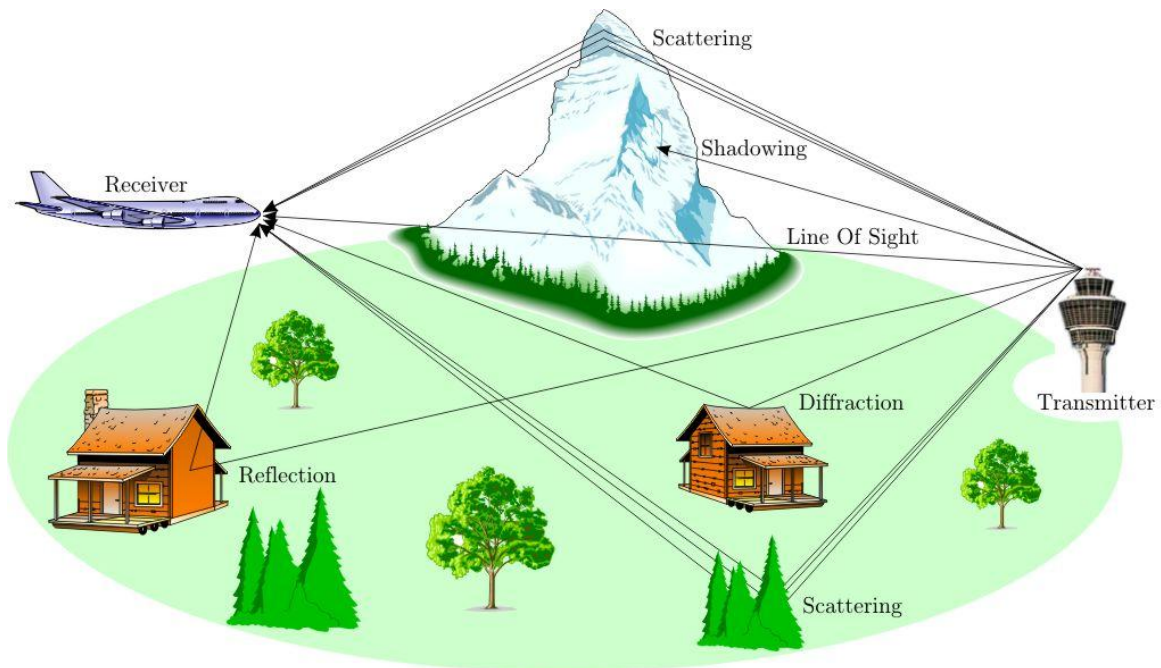 Scattering
Shadowing
Receiver
Line Of Sight
Diffraction
Transmitter
Reflection
Scattering